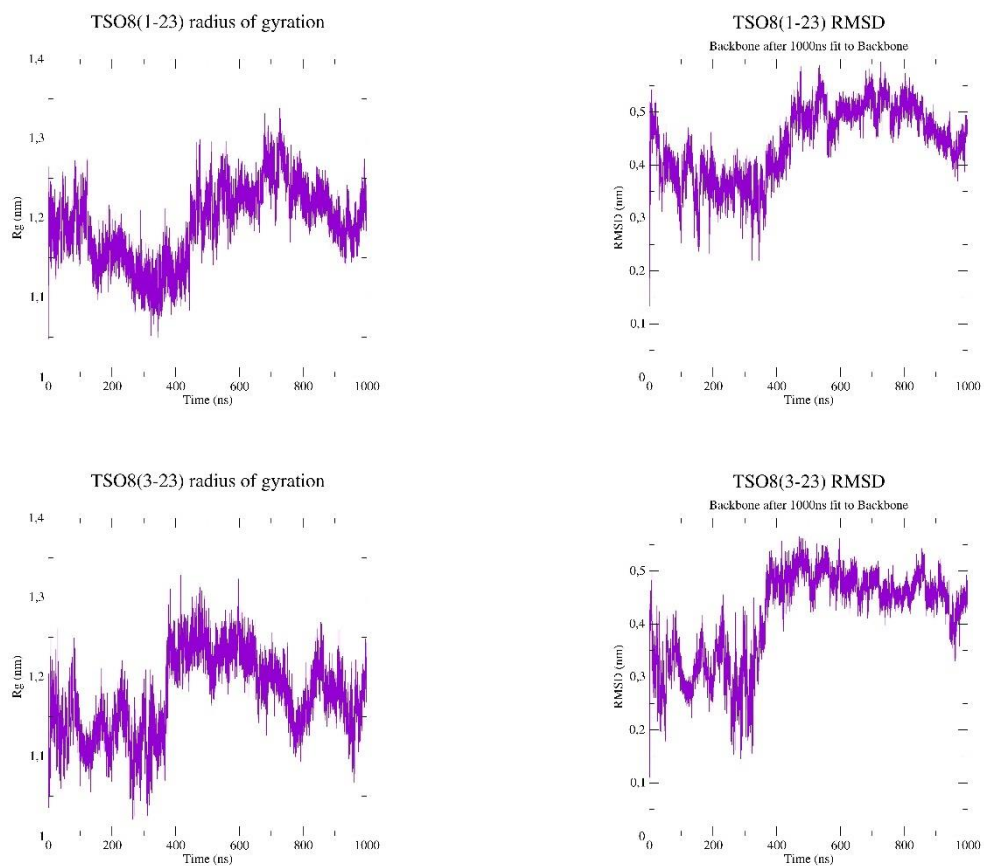 TSO8(1-23) radius of gyration
1,4
1,3
1,2
1,1
1
Rg (nm)
0 200 400 600 800 1000
Time (ns)
TSO8(1-23) RMSD
Backbone after 1000ns fit to Backbone
0,5
0,4
0,3
0,2
0,1
0
RMSD (nm)
0 200 400 600 800 1000
Time (ns)
TSO8(3-23) radius of gyration
1,4
1,3
1,2
1,1
1
Rg (nm)
0 200 400 600 800 1000
Time (ns)
TSO8(3-23) RMSD
Backbone after 1000ns fit to Backbone
0,5
0,4
0,3
0,2
0,1
0
RMSD (nm)
0 200 400 600 800 1000
Time (ns)